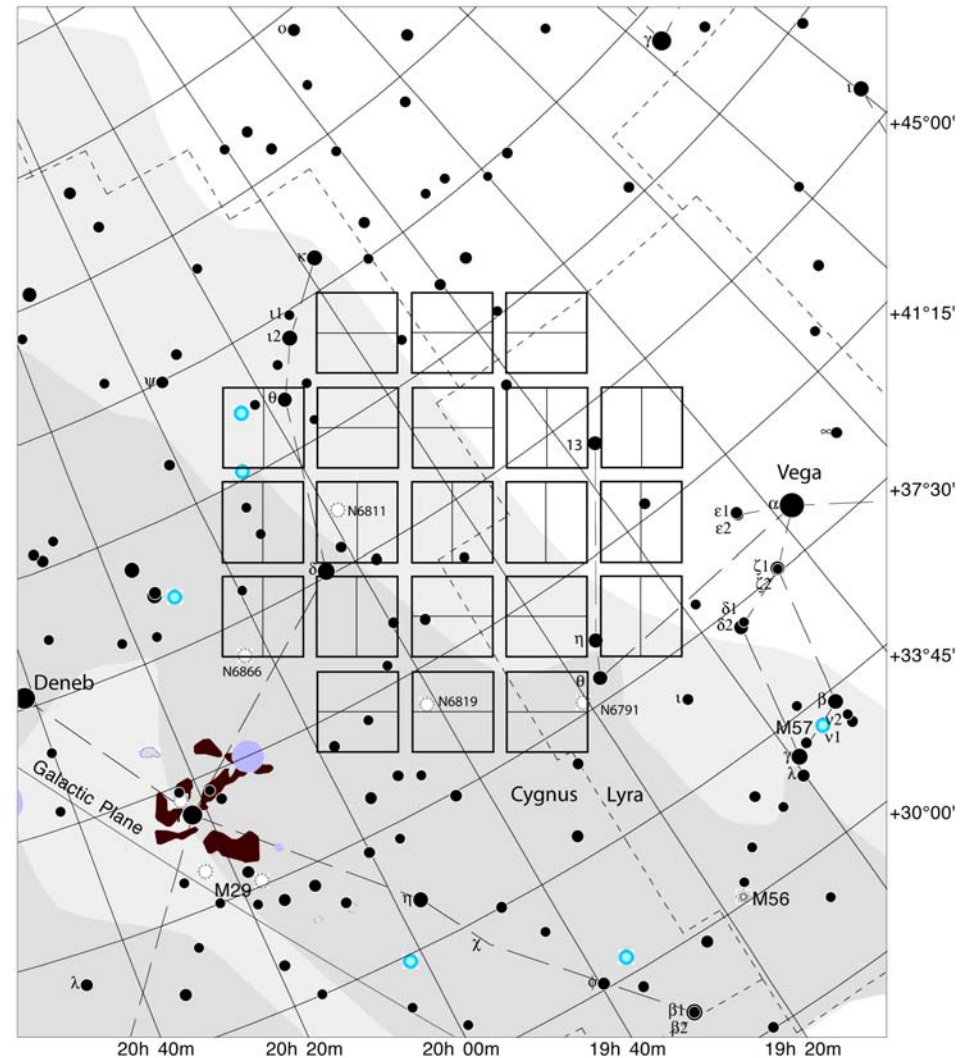 ο
γ
ι
+45°00'
κ
ι1
ι2
+41°15'
ψ
θ
13
∞
Vega
α
+37°30'
ε1
ε2
N6811
δ
ζ1
ζ2
δ1
δ2
η
+33°45'
N6866
θ
Deneb
N6819
N6791
ι
β
M57
ν2
ν1
γ
λ
Galactic Plane
Cygnus
Lyra
+30°00'
M29
η
M56
χ
λ
φ
β1
β2
20h 40m
20h 20m
20h 00m
19h 40m
19h 20m